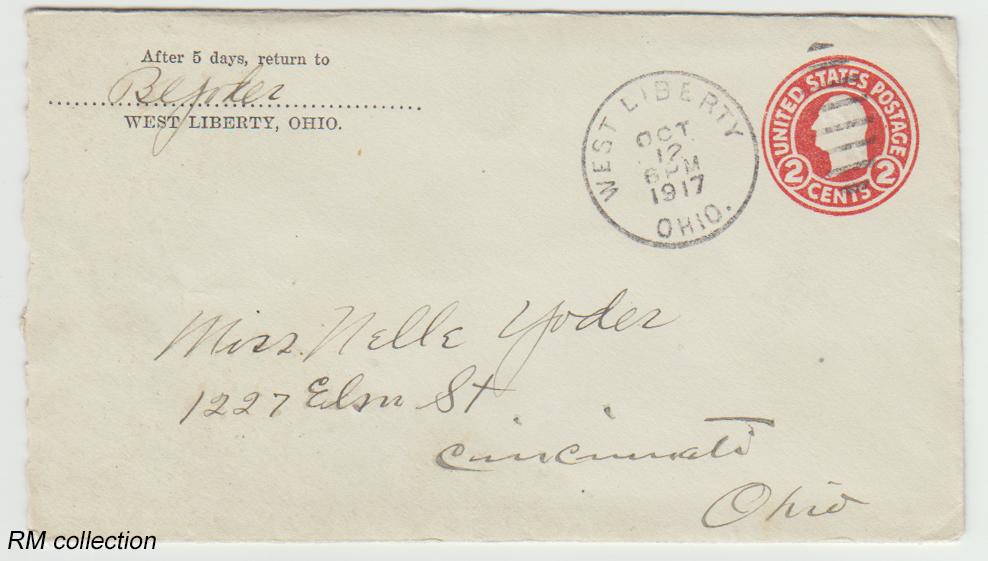 After 5 days, return to
WEST LIBERTY, OHIO.
WEST LIBERTY
OCT
12
6 PM
1917
OHIO.
UNITED STATES POSTAGE
2 CENTS 2
Miss Nelle Yoder
1227 Elm St
Cincinnati
Ohio
RM collection